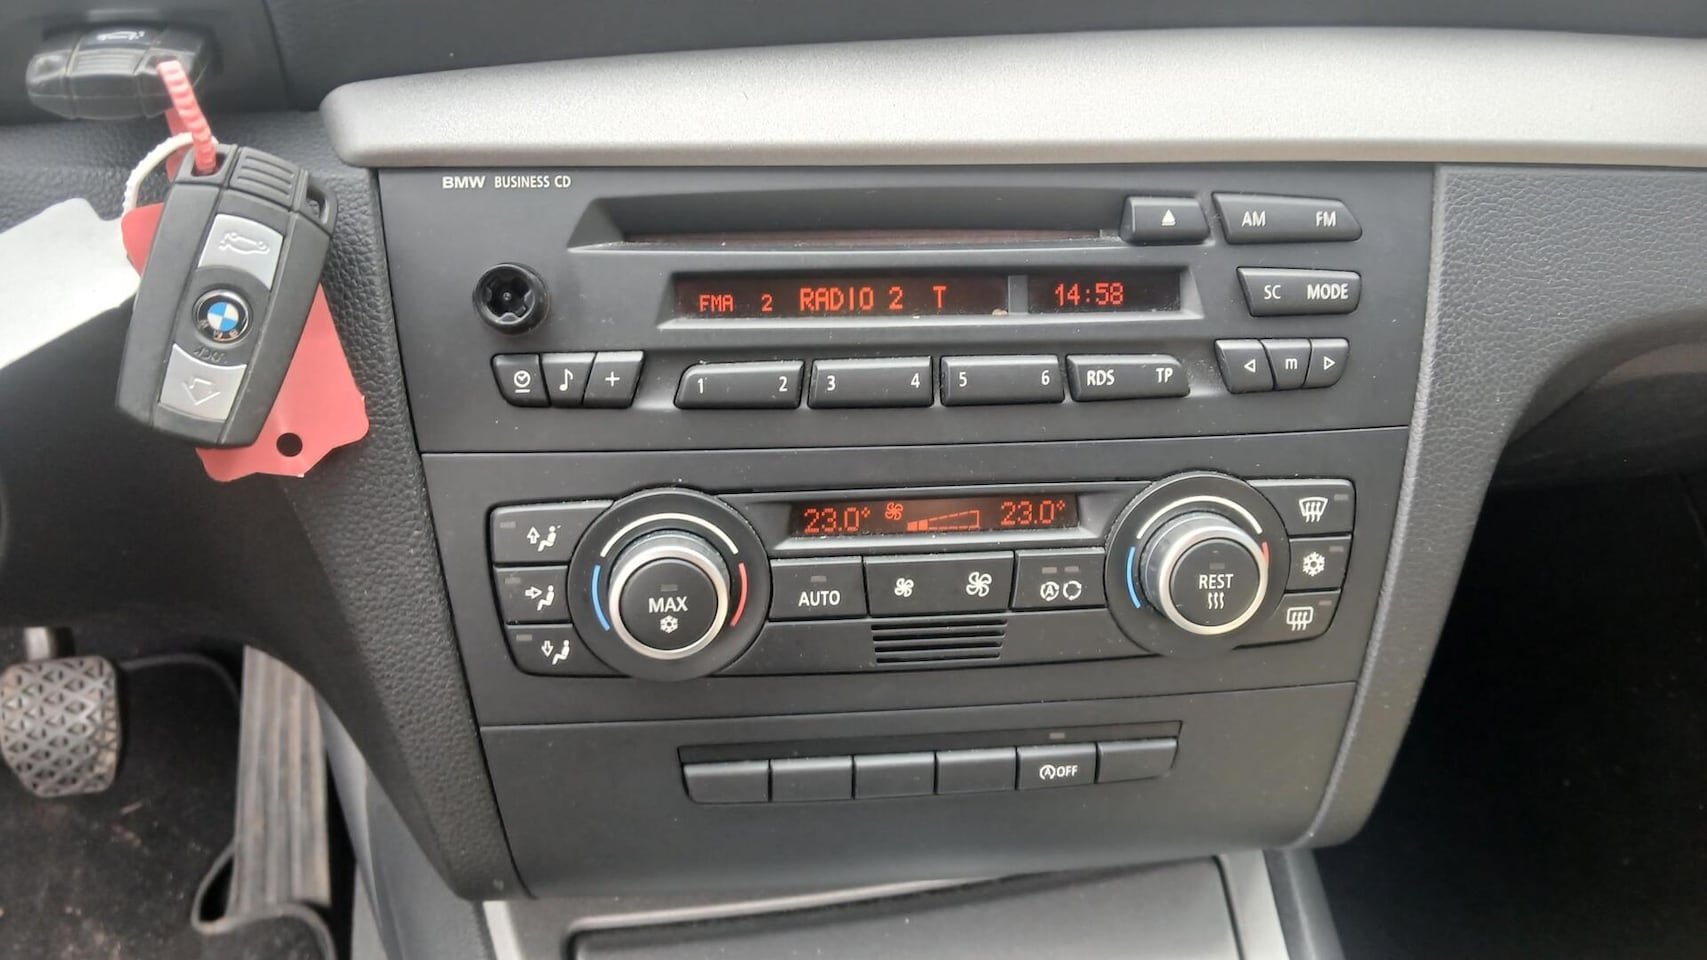 BMW BUSINESS CD
AM FM
FMA 2 RADIO 2 T 14:58
SC MODE
1 2 3 4 5 6 RDS TP
m
23.0° 23.0°
MAX
AUTO
A
REST
A OFF
BMW